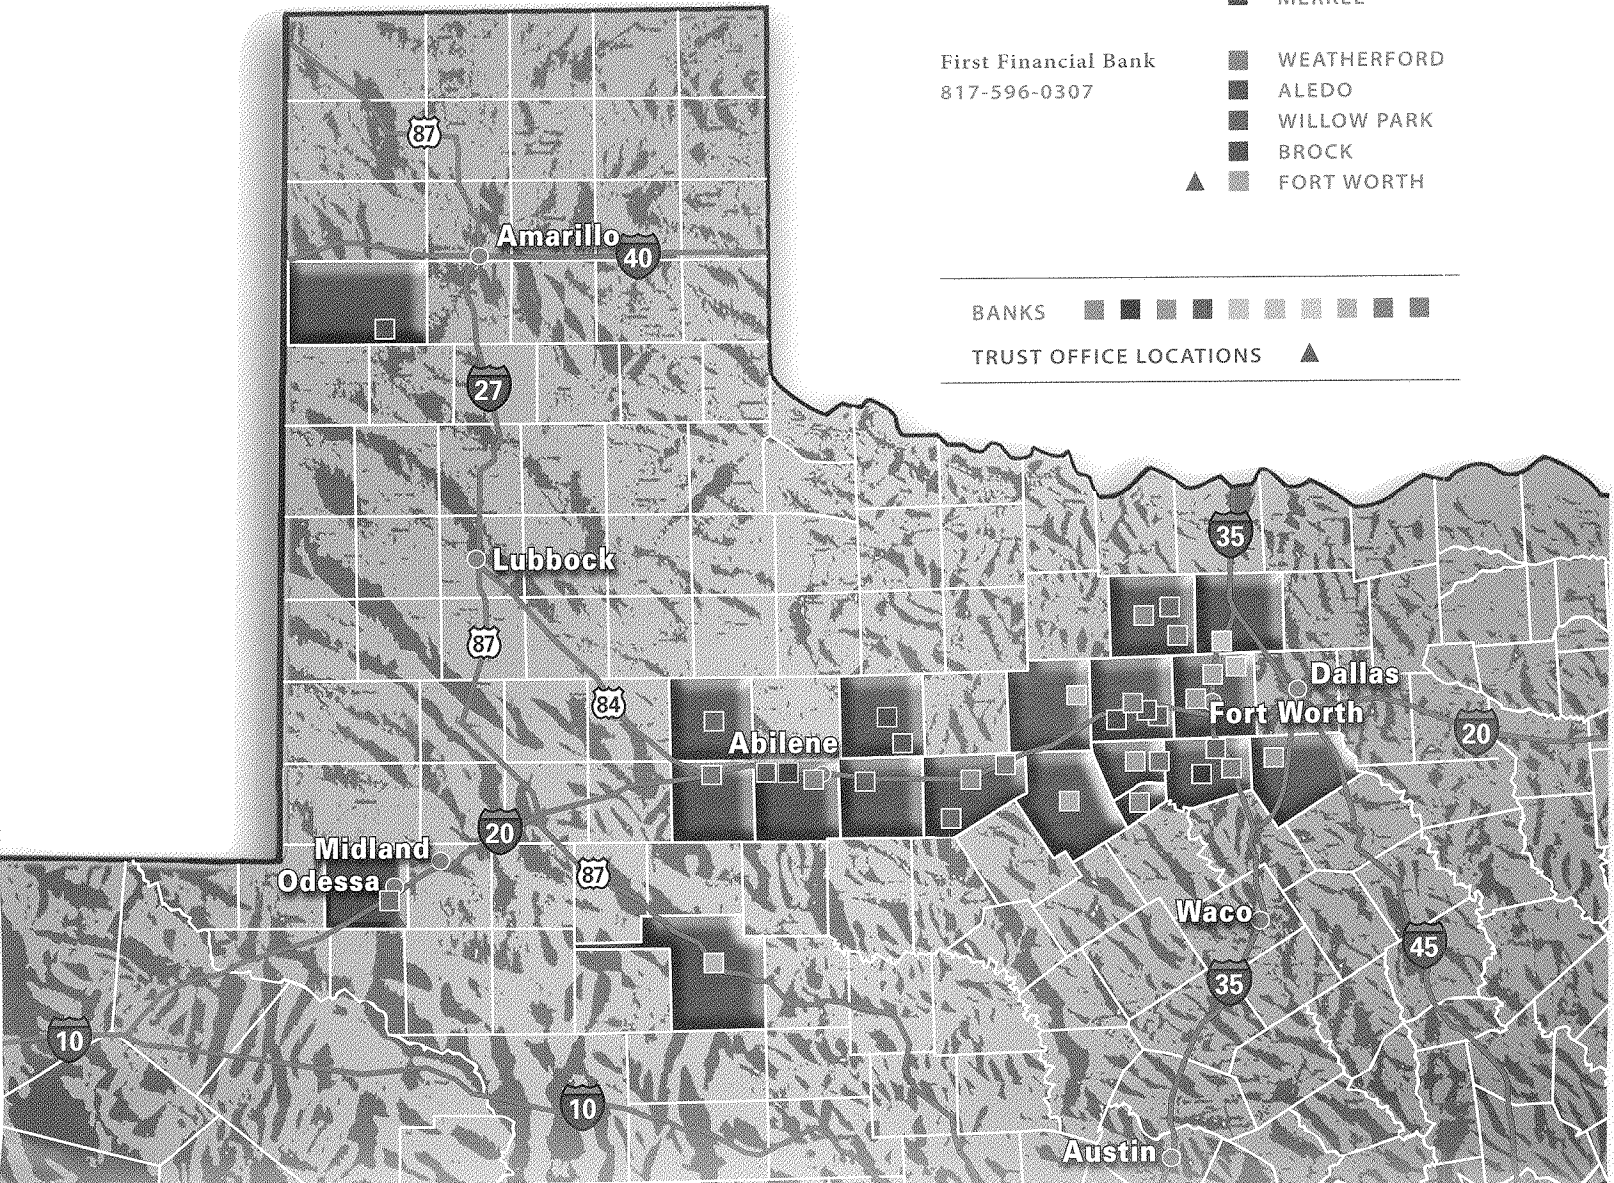 MERKEL
First Financial Bank
817-596-0307
WEATHERFORD
ALEDO
WILLOW PARK
BROCK
FORT WORTH
BANKS
TRUST OFFICE LOCATIONS
87
Amarillo
40
27
Lubbock
35
87
84
Dallas
Fort Worth
20
Abilene
20
Midland
Odessa
87
Waco
45
35
10
10
Austin